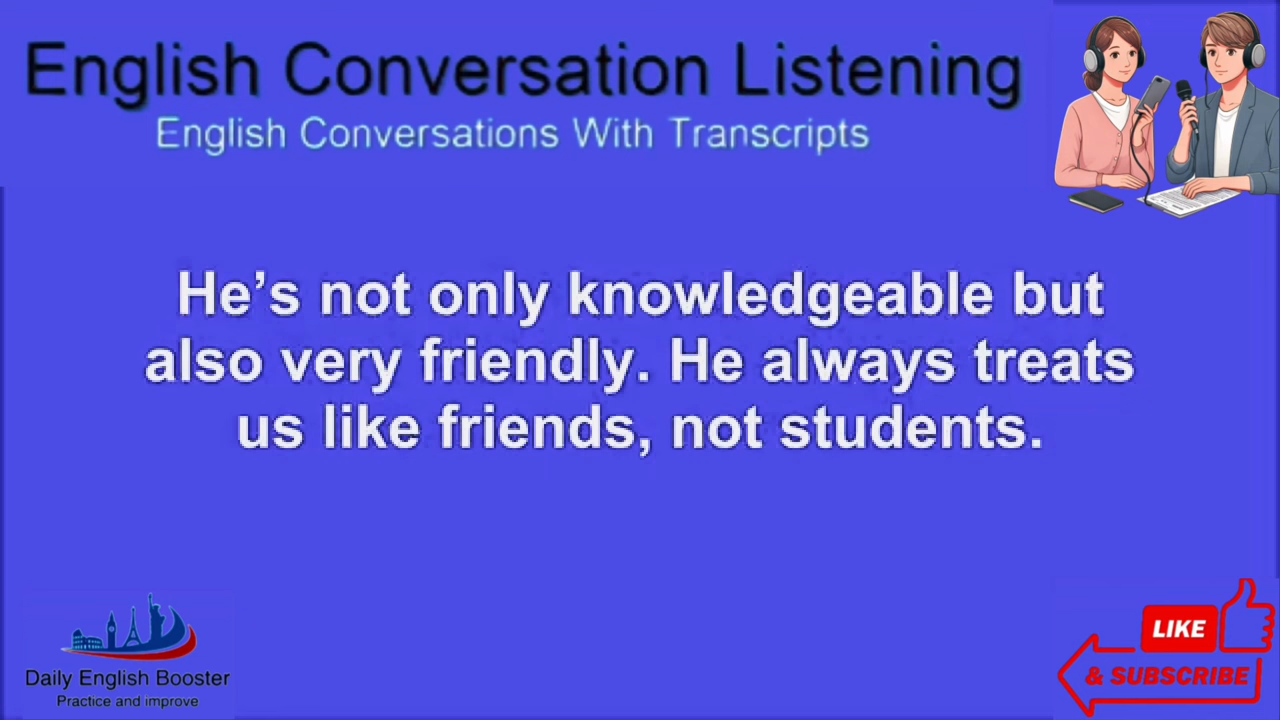 English Conversation Listening
English Conversations With Transcripts
He’s not only knowledgeable but
also very friendly. He always treats
us like friends, not students.
Daily English Booster
Practice and improve
LIKE
& SUBSCRIBE